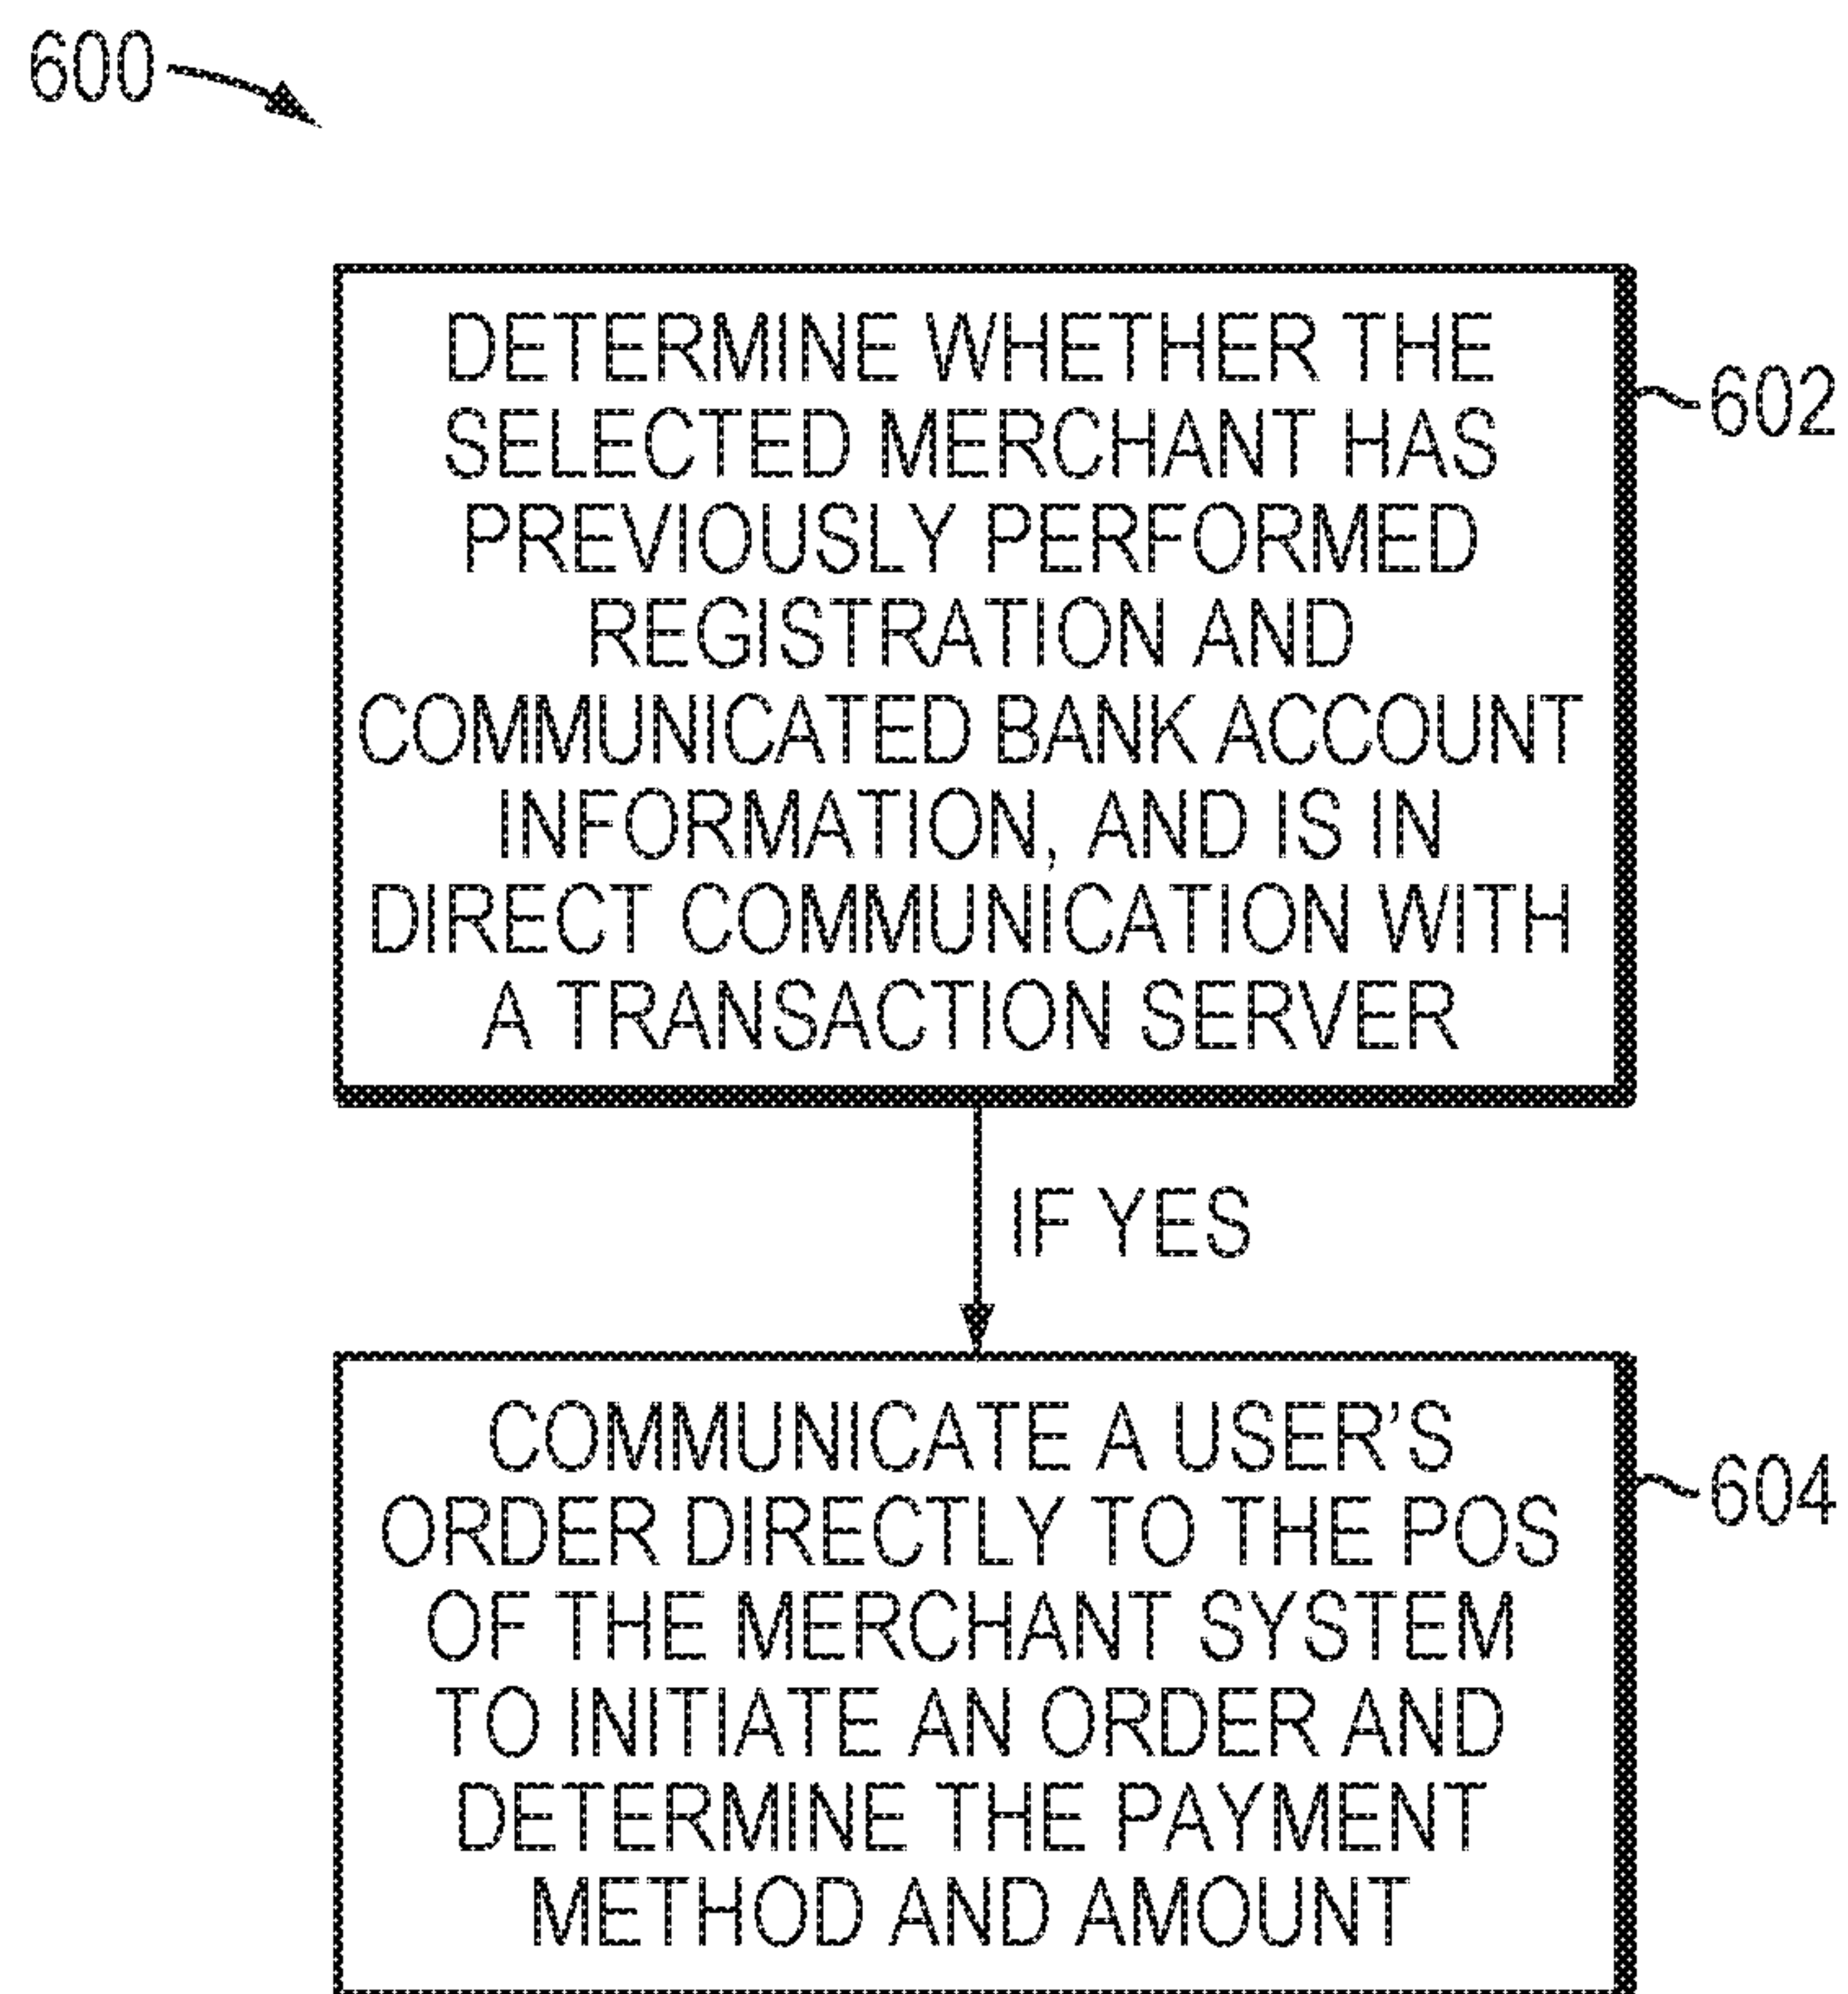 600
DETERMINE WHETHER THE
SELECTED MERCHANT HAS
PREVIOUSLY PERFORMED
REGISTRATION AND
COMMUNICATED BANK ACCOUNT
INFORMATION, AND IS IN
DIRECT COMMUNICATION WITH
A TRANSACTION SERVER
602
IF YES
COMMUNICATE A USER’S
ORDER DIRECTLY TO THE POS
OF THE MERCHANT SYSTEM
TO INITIATE AN ORDER AND
DETERMINE THE PAYMENT
METHOD AND AMOUNT
604